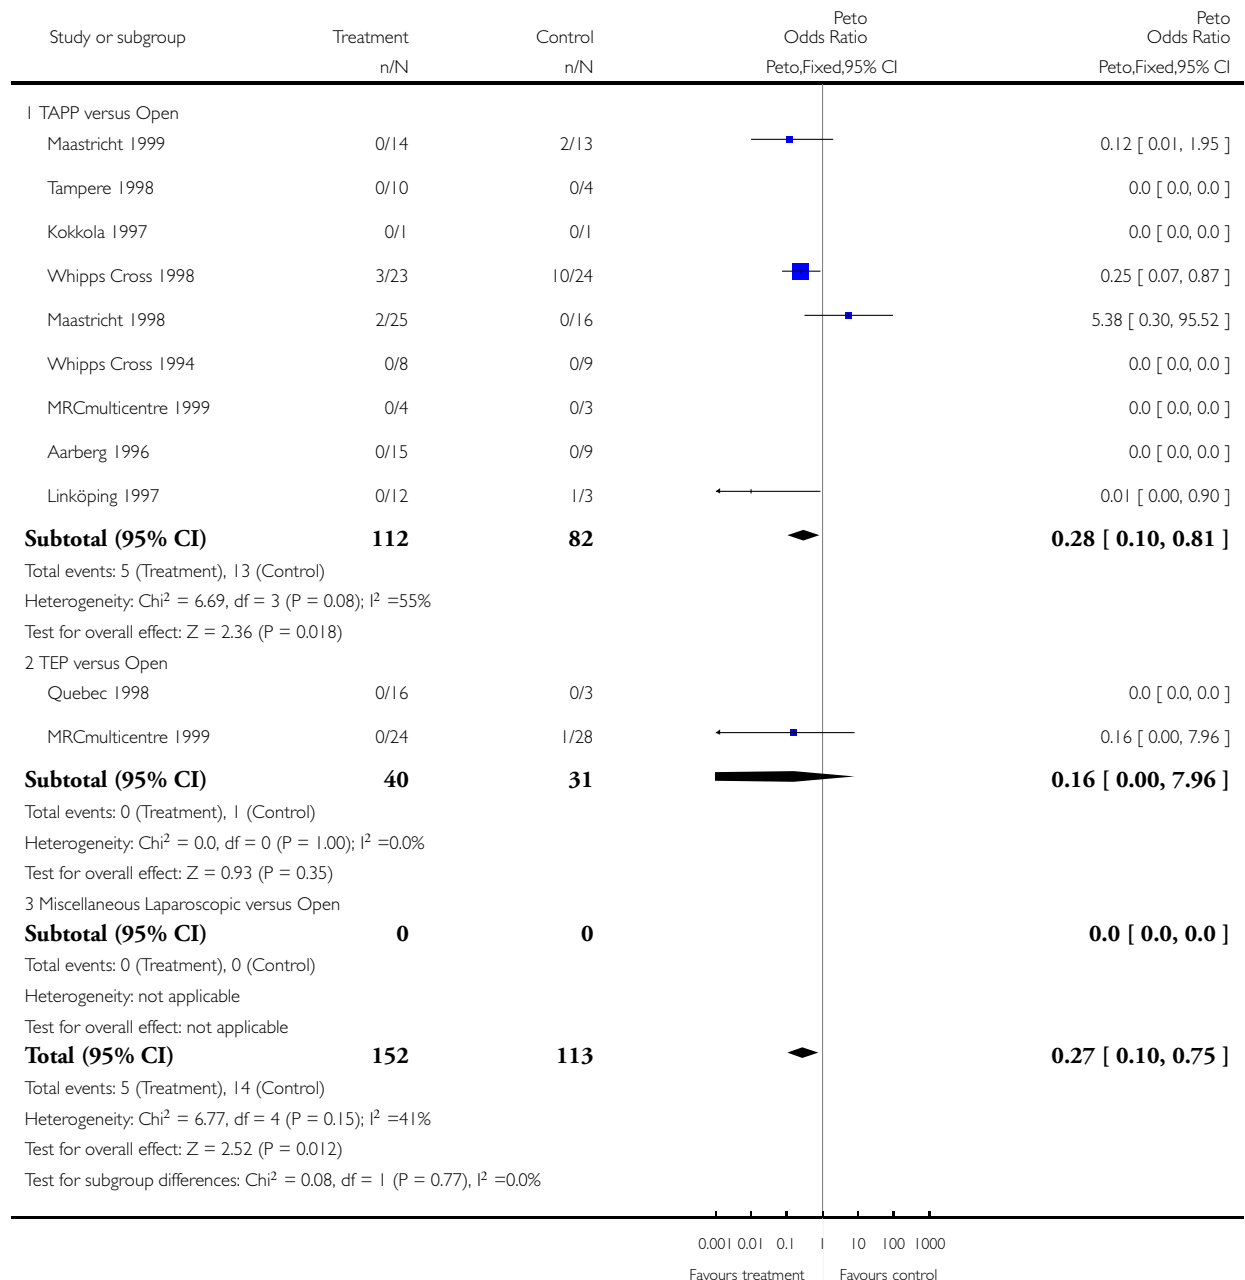 Peto Peto
Study or subgroup Treatment Control Odds Ratio Odds Ratio
n/N n/N Peto,Fixed,95% CI Peto,Fixed,95% CI
1 TAPP versus Open
Maastricht 1999 0/14 2/13 0.12 [ 0.01, 1.95 ]
Tampere 1998 0/10 0/4 0.0 [ 0.0, 0.0 ]
Kokkola 1997 0/1 0/1 0.0 [ 0.0, 0.0 ]
Whipps Cross 1998 3/23 10/24 0.25 [ 0.07, 0.87 ]
Maastricht 1998 2/25 0/16 5.38 [ 0.30, 95.52 ]
Whipps Cross 1994 0/8 0/9 0.0 [ 0.0, 0.0 ]
MRCmulticentre 1999 0/4 0/3 0.0 [ 0.0, 0.0 ]
Aarberg 1996 0/15 0/9 0.0 [ 0.0, 0.0 ]
Linköping 1997 0/12 1/3 0.01 [ 0.00, 0.90 ]
Subtotal (95% CI) 112 82 0.28 [ 0.10, 0.81 ]
Total events: 5 (Treatment), 13 (Control)
Heterogeneity: Chi² = 6.69, df = 3 (P = 0.08); I² =55%
Test for overall effect: Z = 2.36 (P = 0.018)
2 TEP versus Open
Quebec 1998 0/16 0/3 0.0 [ 0.0, 0.0 ]
MRCmulticentre 1999 0/24 1/28 0.16 [ 0.00, 7.96 ]
Subtotal (95% CI) 40 31 0.16 [ 0.00, 7.96 ]
Total events: 0 (Treatment), 1 (Control)
Heterogeneity: Chi² = 0.0, df = 0 (P = 1.00); I² =0.0%
Test for overall effect: Z = 0.93 (P = 0.35)
3 Miscellaneous Laparoscopic versus Open
Subtotal (95% CI) 0 0 0.0 [ 0.0, 0.0 ]
Total events: 0 (Treatment), 0 (Control)
Heterogeneity: not applicable
Test for overall effect: not applicable
Total (95% CI) 152 113 0.27 [ 0.10, 0.75 ]
Total events: 5 (Treatment), 14 (Control)
Heterogeneity: Chi² = 6.77, df = 4 (P = 0.15); I² =41%
Test for overall effect: Z = 2.52 (P = 0.012)
Test for subgroup differences: Chi² = 0.08, df = 1 (P = 0.77), I² =0.0%
0.001 0.01 0.1 1 10 100 1000
Favours treatment Favours control